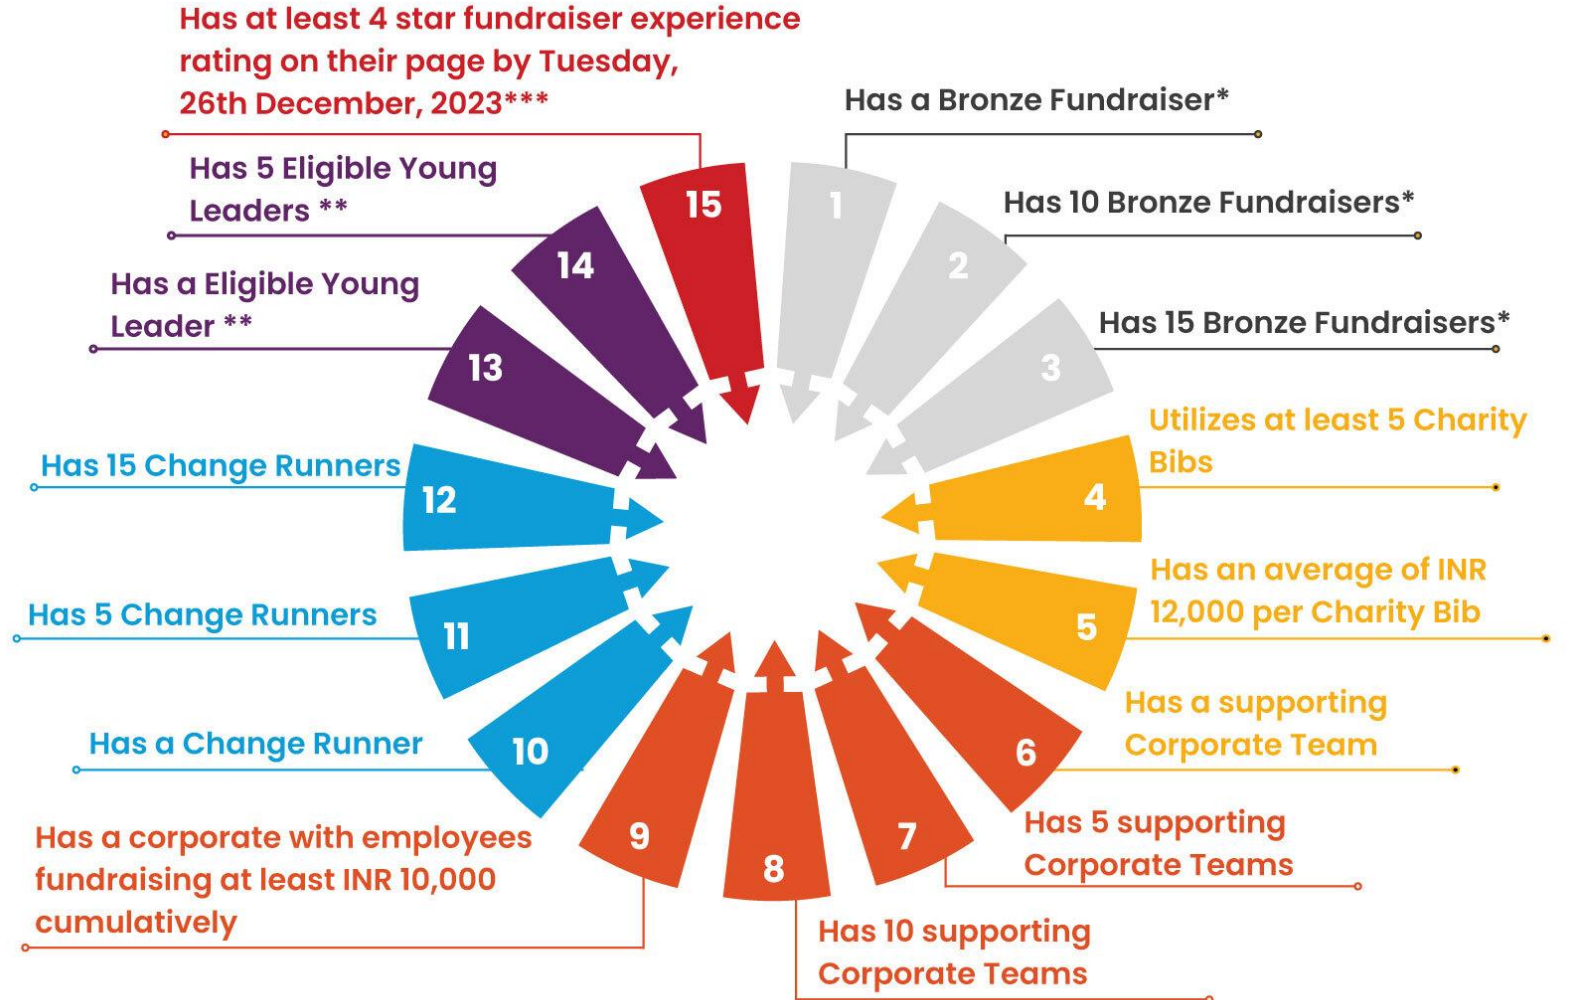 Has at least 4 star fundraiser experience
rating on their page by Tuesday,
26th December, 2023***
Has a Bronze Fundraiser*
Has 5 Eligible Young
Leaders **
Has 10 Bronze Fundraisers*
15
1
14
2
Has a Eligible Young
Leader **
Has 15 Bronze Fundraisers*
13
3
Utilizes at least 5 Charity
Bibs
Has 15 Change Runners
12
4
Has an average of INR
12,000 per Charity Bib
Has 5 Change Runners
11
5
Has a supporting
Corporate Team
Has a Change Runner
10
6
Has a corporate with employees
fundraising at least INR 10,000
cumulatively
9
8
7
Has 5 supporting
Corporate Teams
Has 10 supporting
Corporate Teams